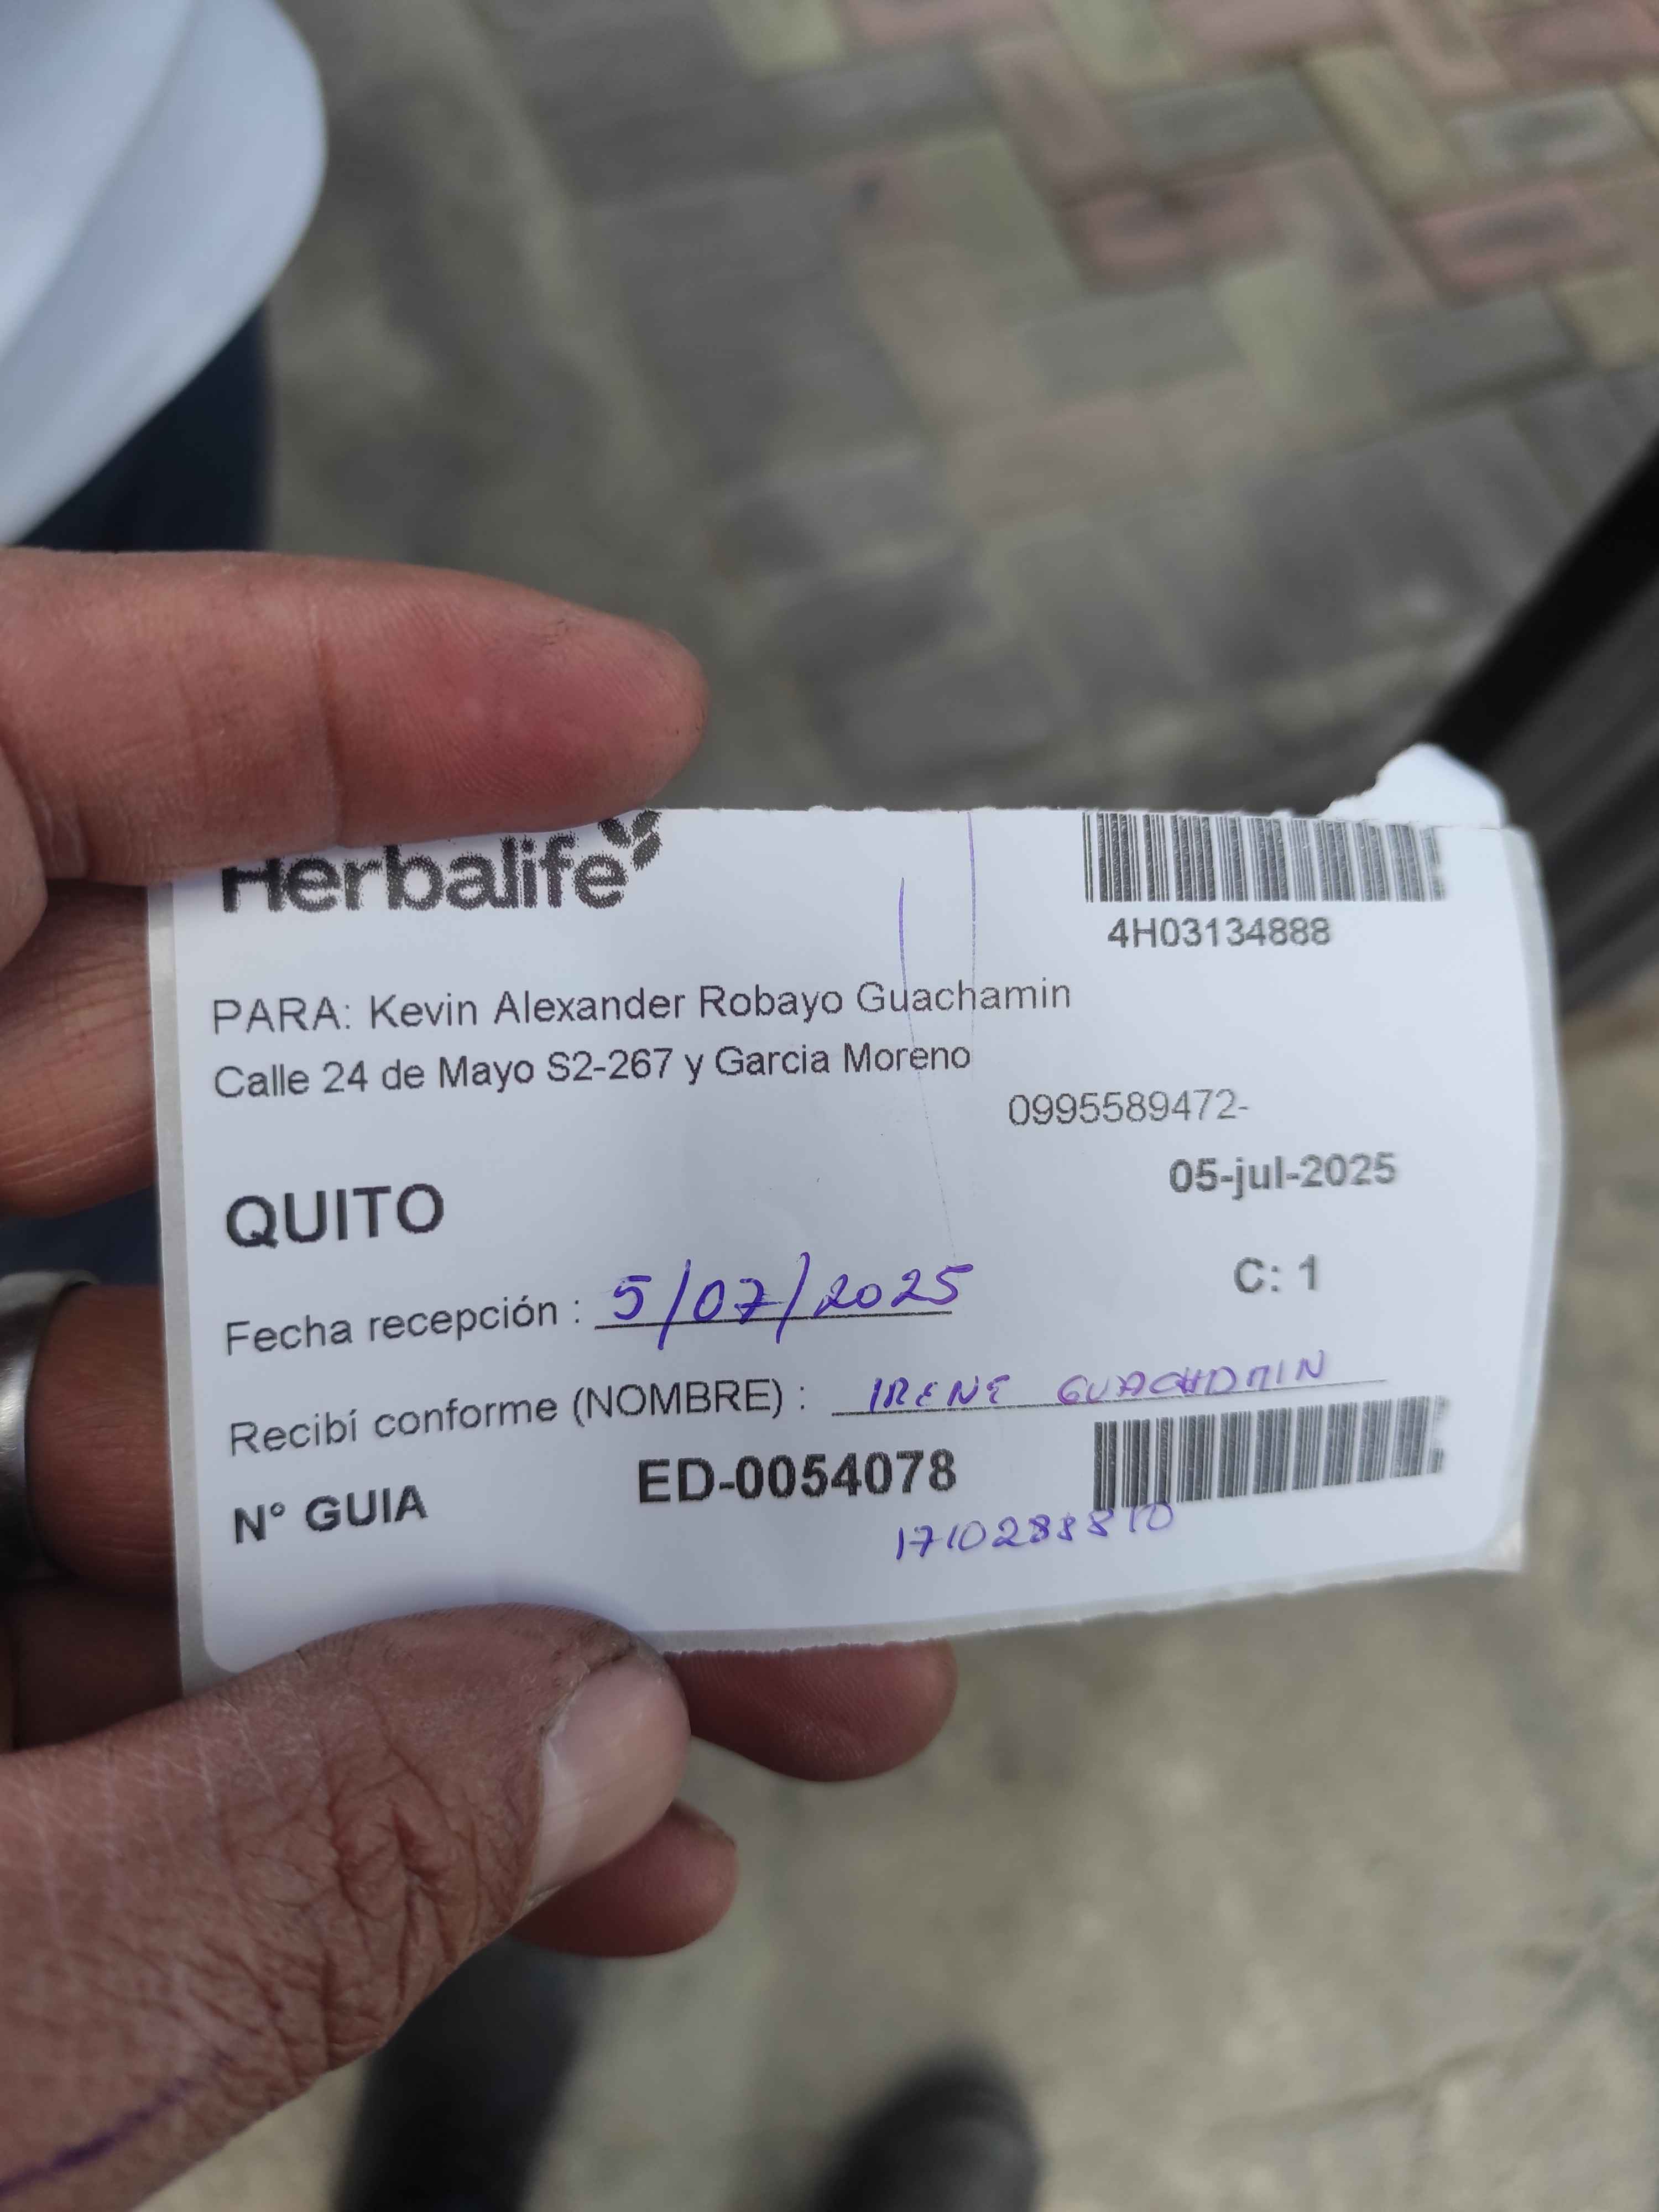 Herbalife
4H03134888
PARA: Kevin Alexander Robayo Guachamin
Calle 24 de Mayo S2-267 y Garcia Moreno
0995589472-
05-jul-2025
QUITO
C: 1
Fecha recepción : 5/07/2025
Recibí conforme (NOMBRE) : IRENE GUACHAMIN
N° GUIA ED-0054078
1710288810